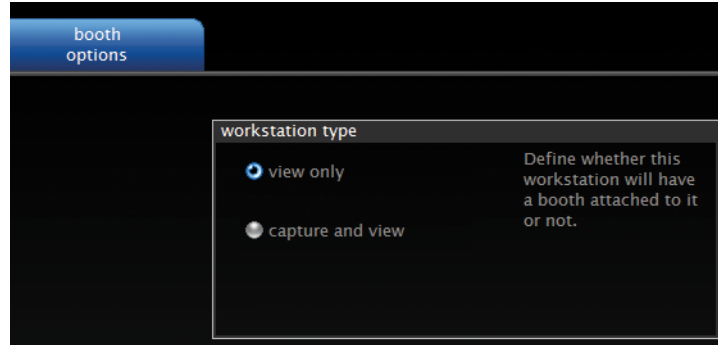 booth
options
workstation type
view only
capture and view
Define whether this
workstation will have
a booth attached to it
or not.